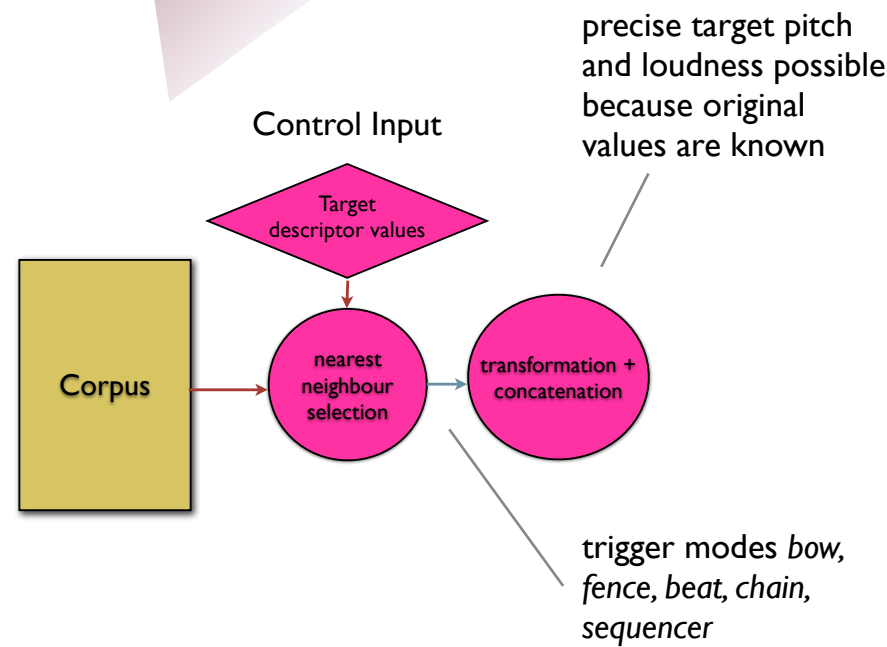 precise target pitch
and loudness possible
because original
values are known
Control Input
Target
descriptor values
Corpus
nearest
neighbour
selection
transformation +
concatenation
trigger modes bow,
fence, beat, chain,
sequencer